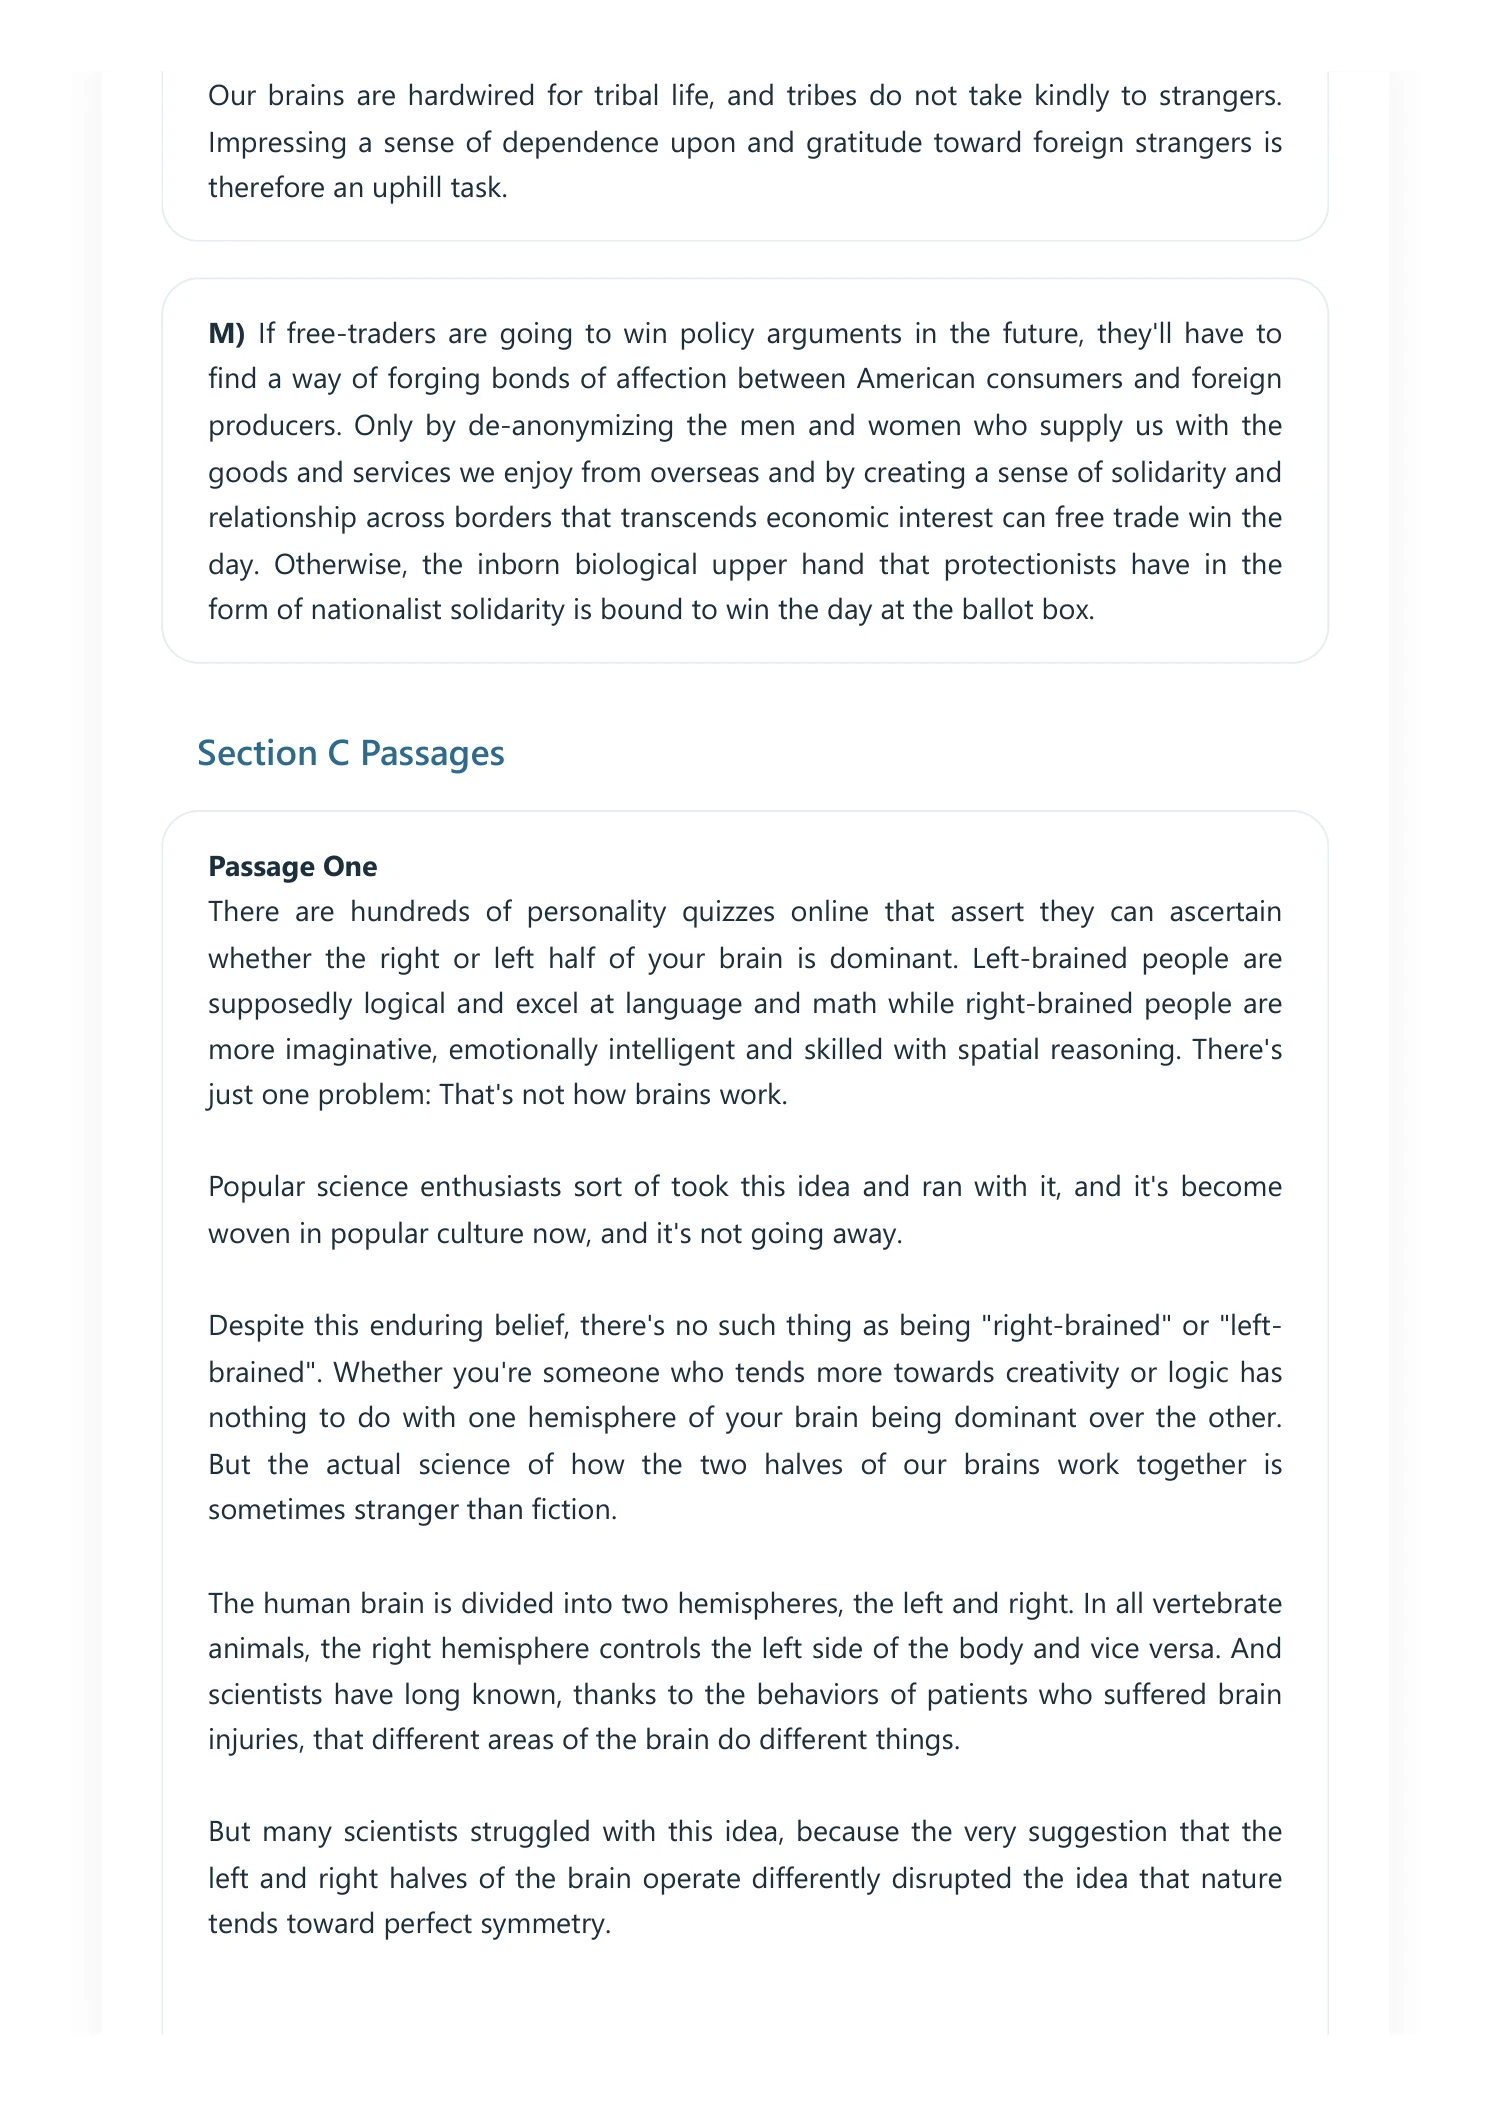 Our brains are hardwired for tribal life, and tribes do not take kindly to strangers.
Impressing a sense of dependence upon and gratitude toward foreign strangers is
therefore an uphill task.
M) If free-traders are going to win policy arguments in the future, they'll have to
find a way of forging bonds of affection between American consumers and foreign
producers. Only by de-anonymizing the men and women who supply us with the
goods and services we enjoy from overseas and by creating a sense of solidarity and
relationship across borders that transcends economic interest can free trade win the
day. Otherwise, the inborn biological upper hand that protectionists have in the
form of nationalist solidarity is bound to win the day at the ballot box.
Section C Passages
Passage One
There are hundreds of personality quizzes online that assert they can ascertain
whether the right or left half of your brain is dominant. Left-brained people are
supposedly logical and excel at language and math while right-brained people are
more imaginative, emotionally intelligent and skilled with spatial reasoning. There's
just one problem: That's not how brains work.
Popular science enthusiasts sort of took this idea and ran with it, and it's become
woven in popular culture now, and it's not going away.
Despite this enduring belief, there's no such thing as being "right-brained" or "left-
brained". Whether you're someone who tends more towards creativity or logic has
nothing to do with one hemisphere of your brain being dominant over the other.
But the actual science of how the two halves of our brains work together is
sometimes stranger than fiction.
The human brain is divided into two hemispheres, the left and right. In all vertebrate
animals, the right hemisphere controls the left side of the body and vice versa. And
scientists have long known, thanks to the behaviors of patients who suffered brain
injuries, that different areas of the brain do different things.
But many scientists struggled with this idea, because the very suggestion that the
left and right halves of the brain operate differently disrupted the idea that nature
tends toward perfect symmetry.